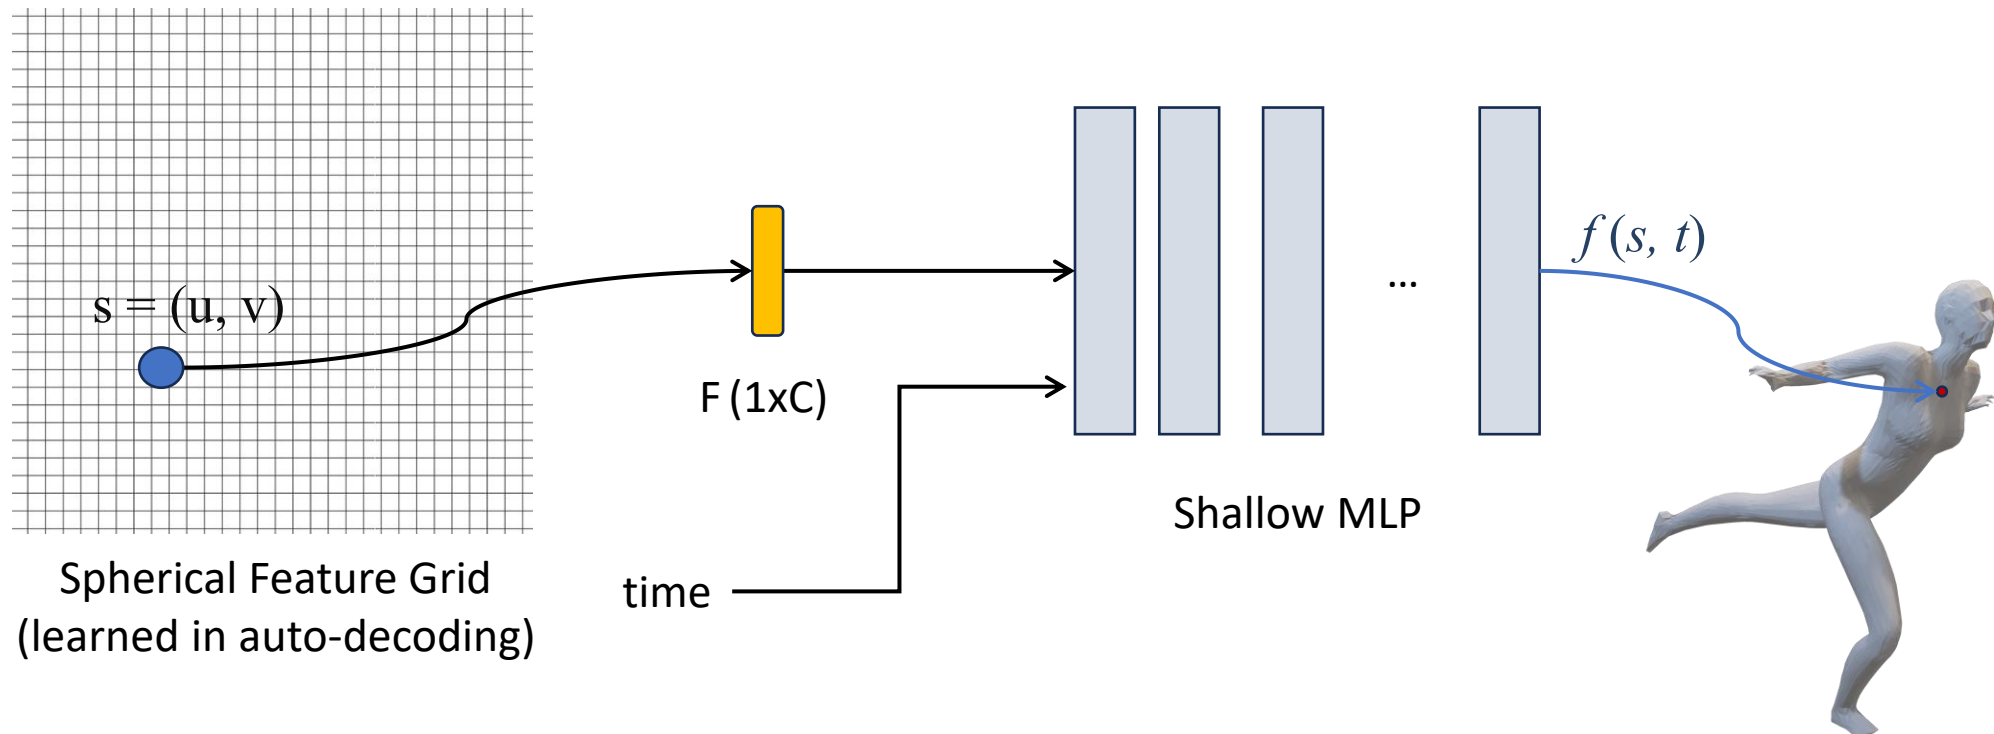 s = (u, v)
Spherical Feature Grid
(learned in auto-decoding)
F (1xC)
time
...
Shallow MLP
f (s, t)